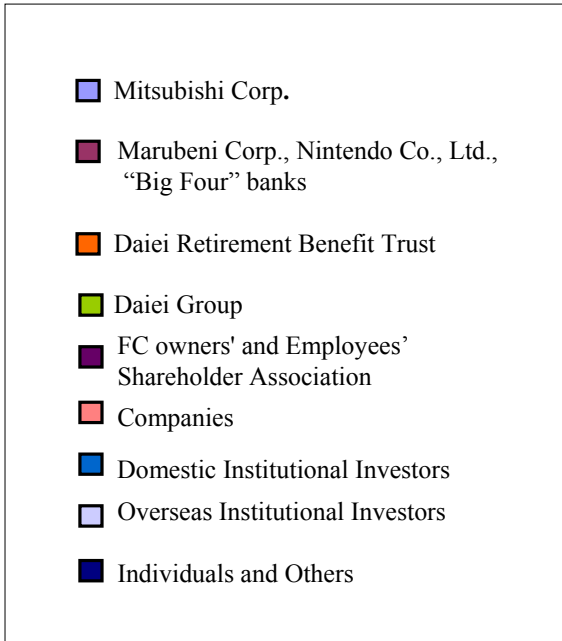 Mitsubishi Corp.
Marubeni Corp., Nintendo Co., Ltd.,
“Big Four” banks
Daiei Retirement Benefit Trust
Daiei Group
FC owners' and Employees’
Shareholder Association
Companies
Domestic Institutional Investors
Overseas Institutional Investors
Individuals and Others